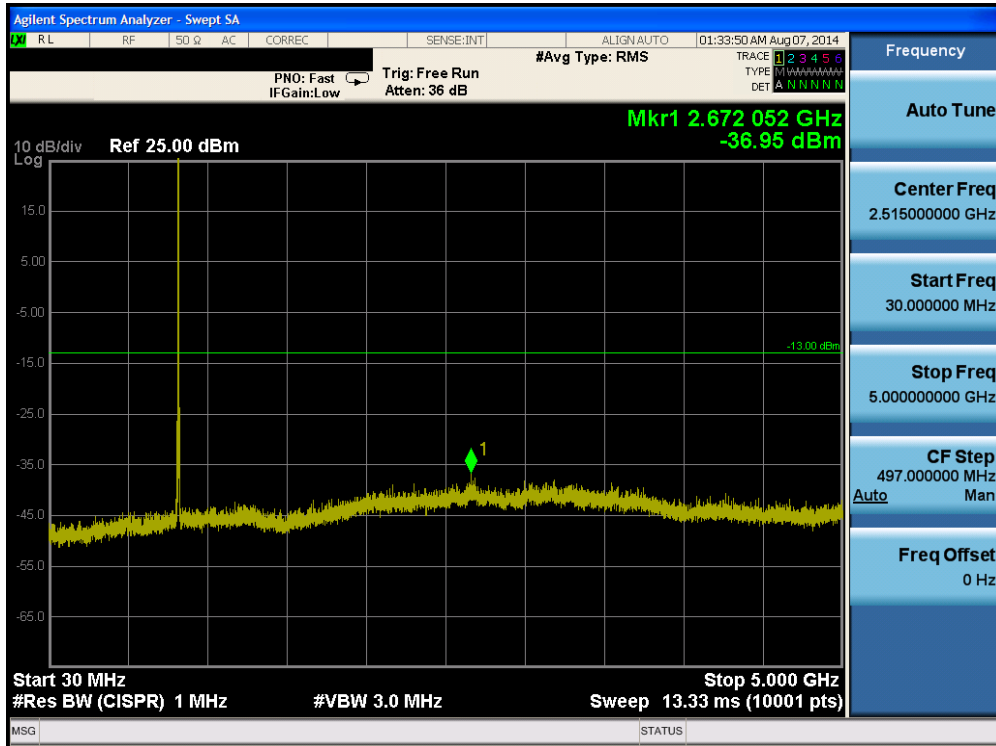 Agilent Spectrum Analyzer - Swept SA
LXI RL RF 50 Ω AC CORREC SENSE:INT ALIGN AUTO 01:33:50 AM Aug 07, 2014
Frequency
#Avg Type: RMS
TRACE 1 2 3 4 5 6
PNO: Fast Trig: Free Run
TYPE M WWWWW
IFGain:Low Atten: 36 dB
DET A N N N N N
Auto Tune
Mkr1 2.672 052 GHz
-36.95 dBm
10 dB/div Ref 25.00 dBm
Log
15.0
5.00
-5.00
-13.00 dBm
-15.0
-25.0
-35.0
1
-45.0
-55.0
-65.0
Start 30 MHz Stop 5.000 GHz
#Res BW (CISPR) 1 MHz #VBW 3.0 MHz Sweep 13.33 ms (10001 pts)
Center Freq
2.515000000 GHz
Start Freq
30.000000 MHz
Stop Freq
5.000000000 GHz
CF Step
497.000000 MHz
Auto Man
Freq Offset
0 Hz
MSG STATUS